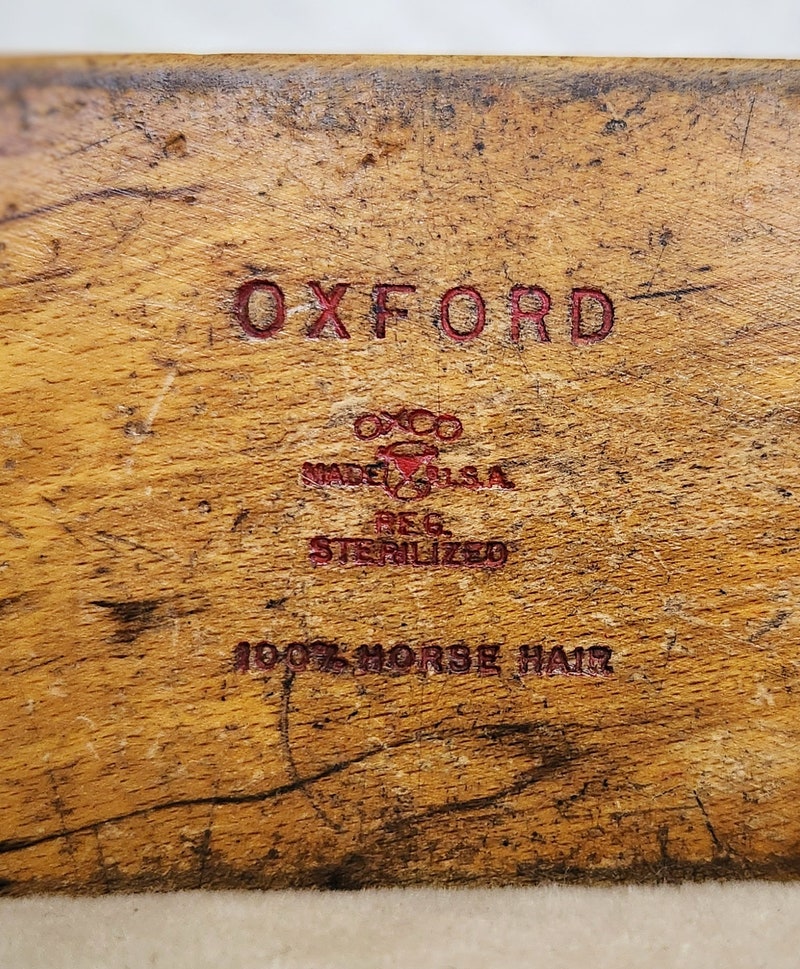 OXFORD
OXCO
MADE U.S.A.
REG.
STERILIZED
100% HORSE HAIR